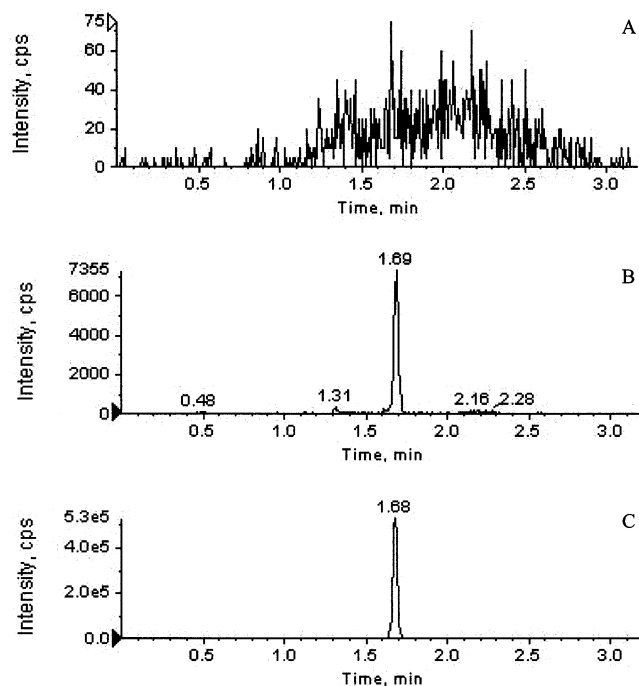 A
Intensity, cps
75
60
40
20
0
0.5 1.0 1.5 2.0 2.5 3.0
Time, min
B
Intensity, cps
7355
6000
4000
2000
0
1.69
0.48
1.31
2.16
2.28
0.5 1.0 1.5 2.0 2.5 3.0
Time, min
C
Intensity, cps
5.3e5
4.0e5
2.0e5
0.0
1.68
0.5 1.0 1.5 2.0 2.5 3.0
Time, min